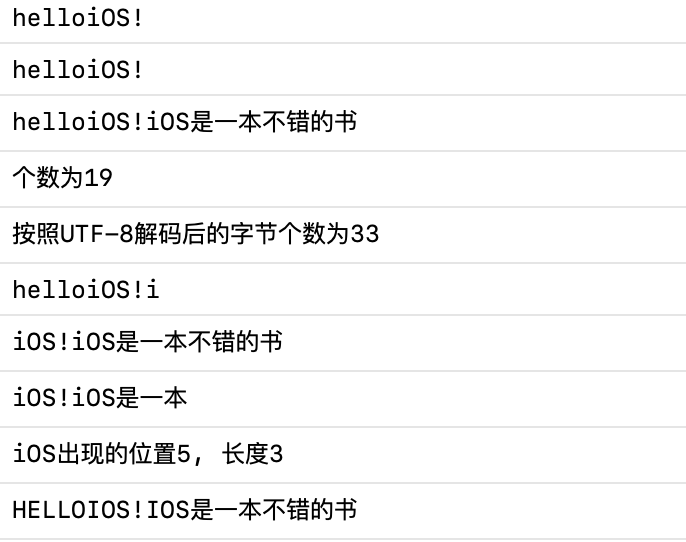 helloiOS!
helloiOS!
helloiOS!iOS是一本不错的书
个数为19
按照UTF-8解码后的字节个数为33
helloiOS!i
iOS!iOS是一本不错的书
iOS!iOS是一本
iOS出现的位置5, 长度3
HELLOIOS!IOS是一本不错的书